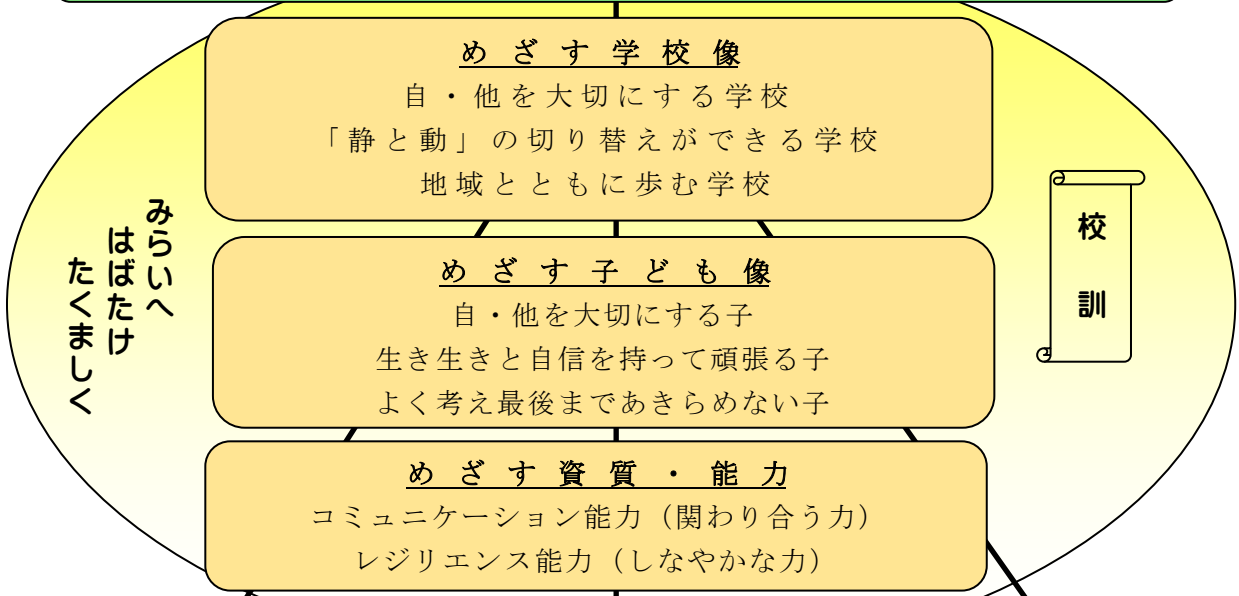 めざす学校像
自・他を大切にする学校
「静と動」の切り替えができる学校
地域とともに歩む学校
みらいへ
はばたけ
たくましく
校訓
めざす子ども像
自・他を大切にする子
生き生きと自信を持って頑張る子
よく考え最後まであきらめない子
めざす資質・能力
コミュニケーション能力（関わり合う力）
レジリエンス能力（しなやかな力）